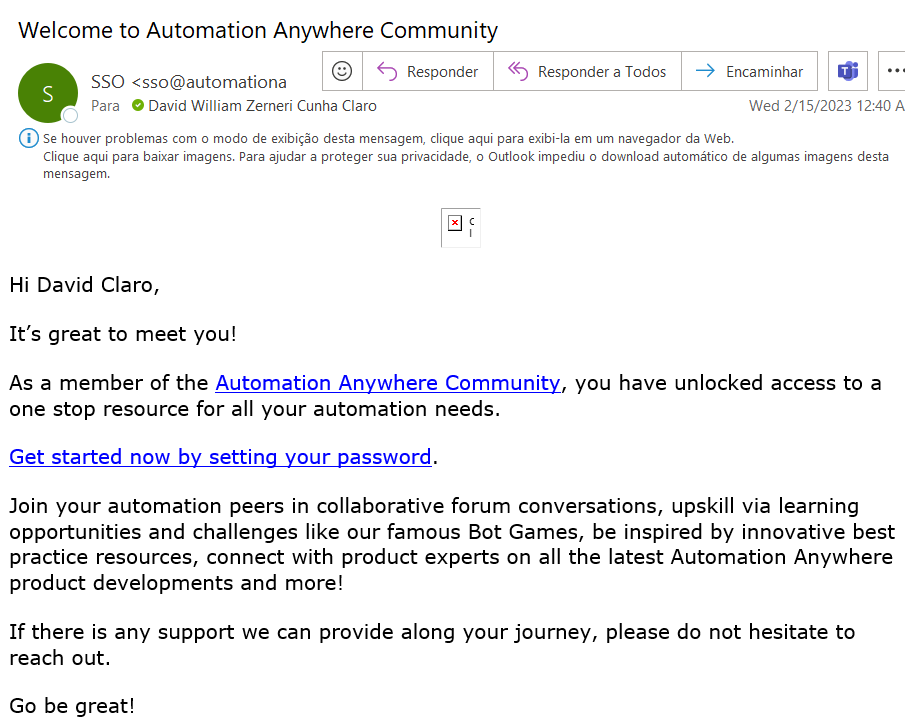 Welcome to Automation Anywhere Community
S
SSO <sso@automationa
Responder
Responder a Todos
Encaminhar
Para David William Zerneri Cunha Claro
Wed 2/15/2023 12:40 A
Se houver problemas com o modo de exibição desta mensagem, clique aqui para exibi-la em um navegador da Web.
Clique aqui para baixar imagens. Para ajudar a proteger sua privacidade, o Outlook impediu o download automático de algumas imagens desta
mensagem.
Hi David Claro,
It’s great to meet you!
As a member of the Automation Anywhere Community, you have unlocked access to a
one stop resource for all your automation needs.
Get started now by setting your password.
Join your automation peers in collaborative forum conversations, upskill via learning
opportunities and challenges like our famous Bot Games, be inspired by innovative best
practice resources, connect with product experts on all the latest Automation Anywhere
product developments and more!
If there is any support we can provide along your journey, please do not hesitate to
reach out.
Go be great!